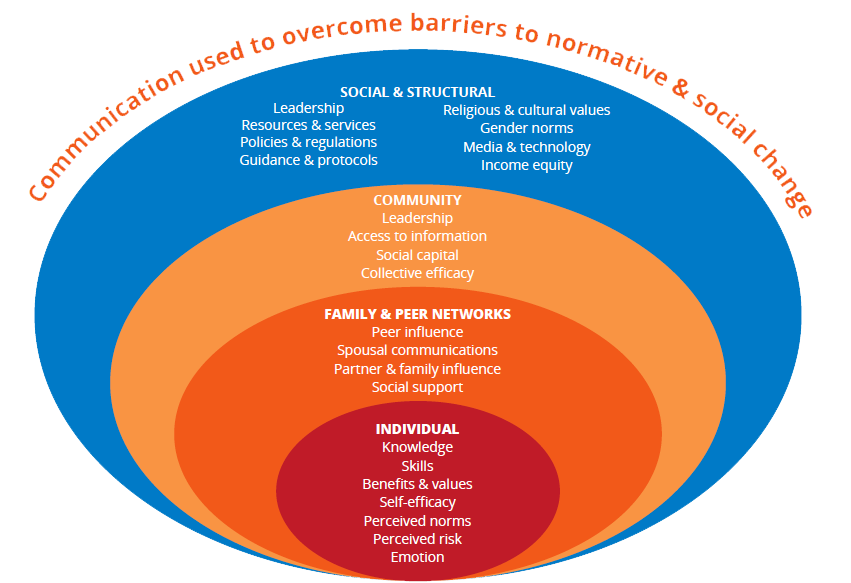 Communication used to overcome barriers to normative & social change
SOCIAL & STRUCTURAL
Leadership
Resources & services
Policies & regulations
Guidance & protocols
Religious & cultural values
Gender norms
Media & technology
Income equity
COMMUNITY
Leadership
Access to information
Social capital
Collective efficacy
FAMILY & PEER NETWORKS
Peer influence
Spousal communications
Partner & family influence
Social support
INDIVIDUAL
Knowledge
Skills
Benefits & values
Self-efficacy
Perceived norms
Perceived risk
Emotion